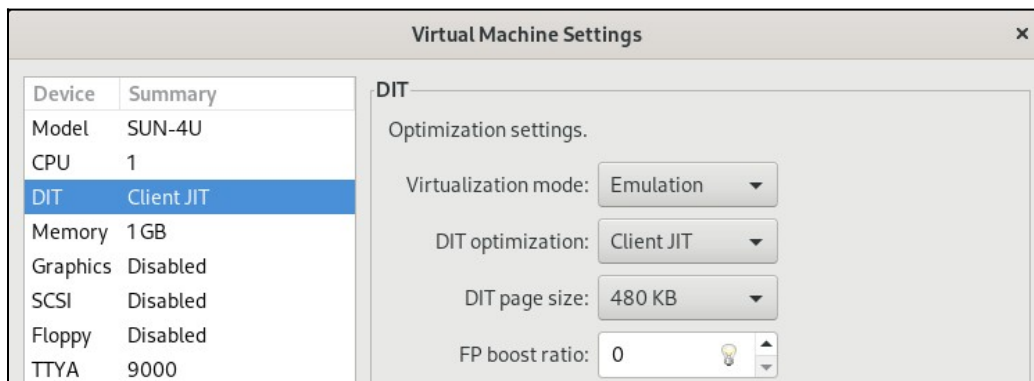 Virtual Machine Settings ×
Device Summary
Model SUN-4U
CPU 1
DIT Client JIT
Memory 1 GB
Graphics Disabled
SCSI Disabled
Floppy Disabled
TTYA 9000
DIT
Optimization settings.
Virtualization mode: Emulation
DIT optimization: Client JIT
DIT page size: 480 KB
FP boost ratio: 0